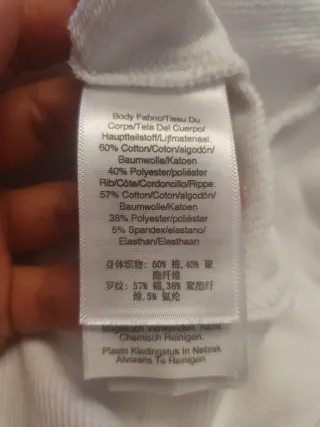 Body Fabric/Tissu Du
Corps/Tela Del Cuerpo/
Hauptteilstoff/Lijfmateriaal:
60% Cotton/Coton/algodón/
Baumwolle/Katoen
40% Polyester/poliéster
Rib/Côte/Cordoncillo/Rippe:
57% Cotton/Coton/algodón/
Baumwolle/Katoen
38% Polyester/poliéster
5% Spandex/elastano/
Elasthan/Elasthaan
身体织物: 60% 棉,40% 聚
酯纤维
罗纹: 57% 棉,38% 聚酯纤
维,5% 氨纶
Chemisch Reinigen.
Plaats Kledingstuk In Netzak
Alvorens Te Reinigen.